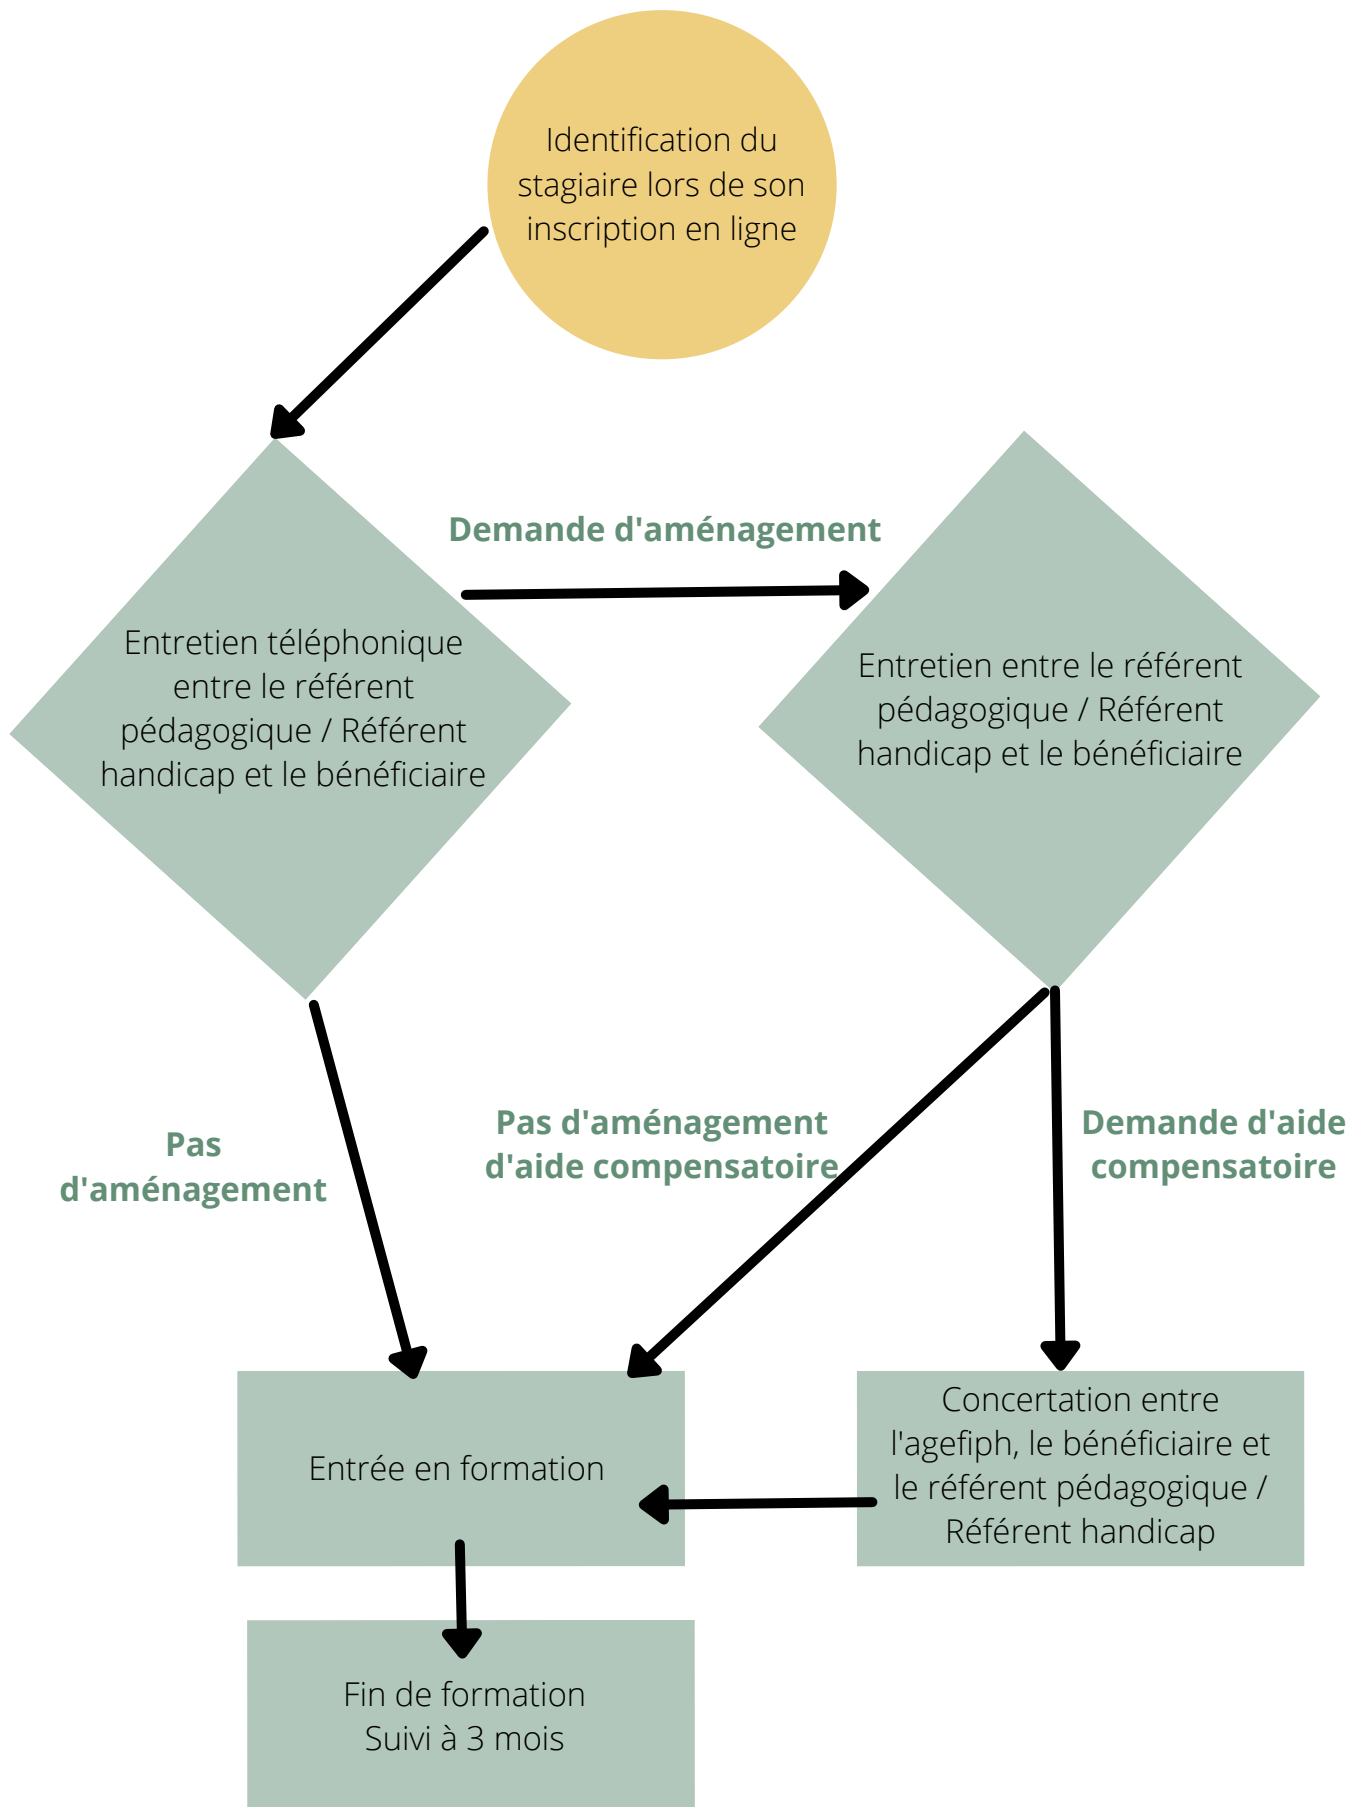 Identification du
stagiaire lors de son
inscription en ligne
Demande d'aménagement
Entretien téléphonique
entre le référent
pédagogique / Référent
handicap et le bénéficiaire
Entretien entre le référent
pédagogique / Référent
handicap et le bénéficiaire
Pas
d'aménagement
Pas d'aménagement
d'aide compensatoire
Demande d'aide
compensatoire
Entrée en formation
Concertation entre
l'agefiph, le bénéficiaire et
le référent pédagogique /
Référent handicap
Fin de formation
Suivi à 3 mois